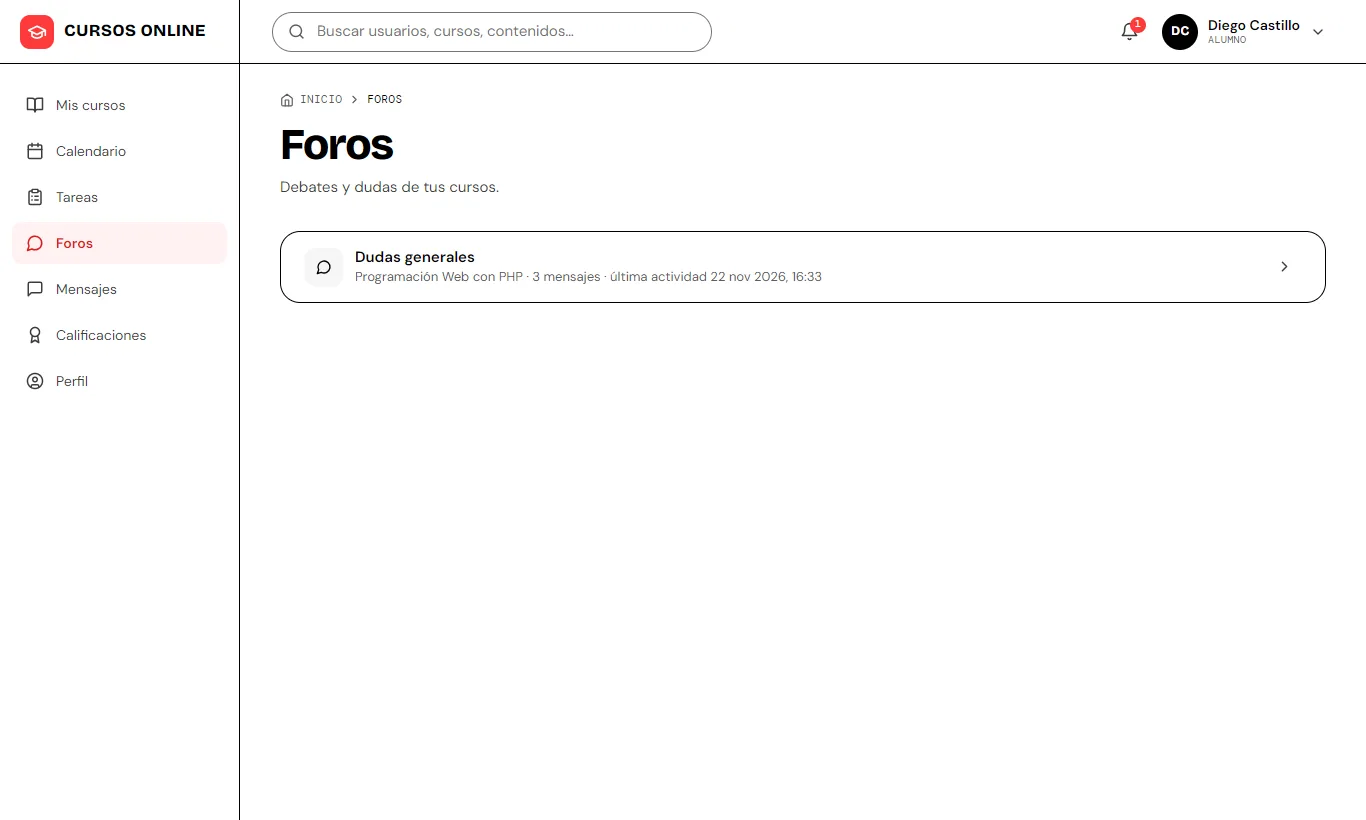 CURSOS ONLINE
Buscar usuarios, cursos, contenidos...
1
DC
Diego Castillo
ALUMNO
Mis cursos
Calendario
Tareas
Foros
Mensajes
Calificaciones
Perfil
INICIO > FOROS
Foros
Debates y dudas de tus cursos.
Dudas generales
Programación Web con PHP · 3 mensajes · última actividad 22 nov 2026, 16:33